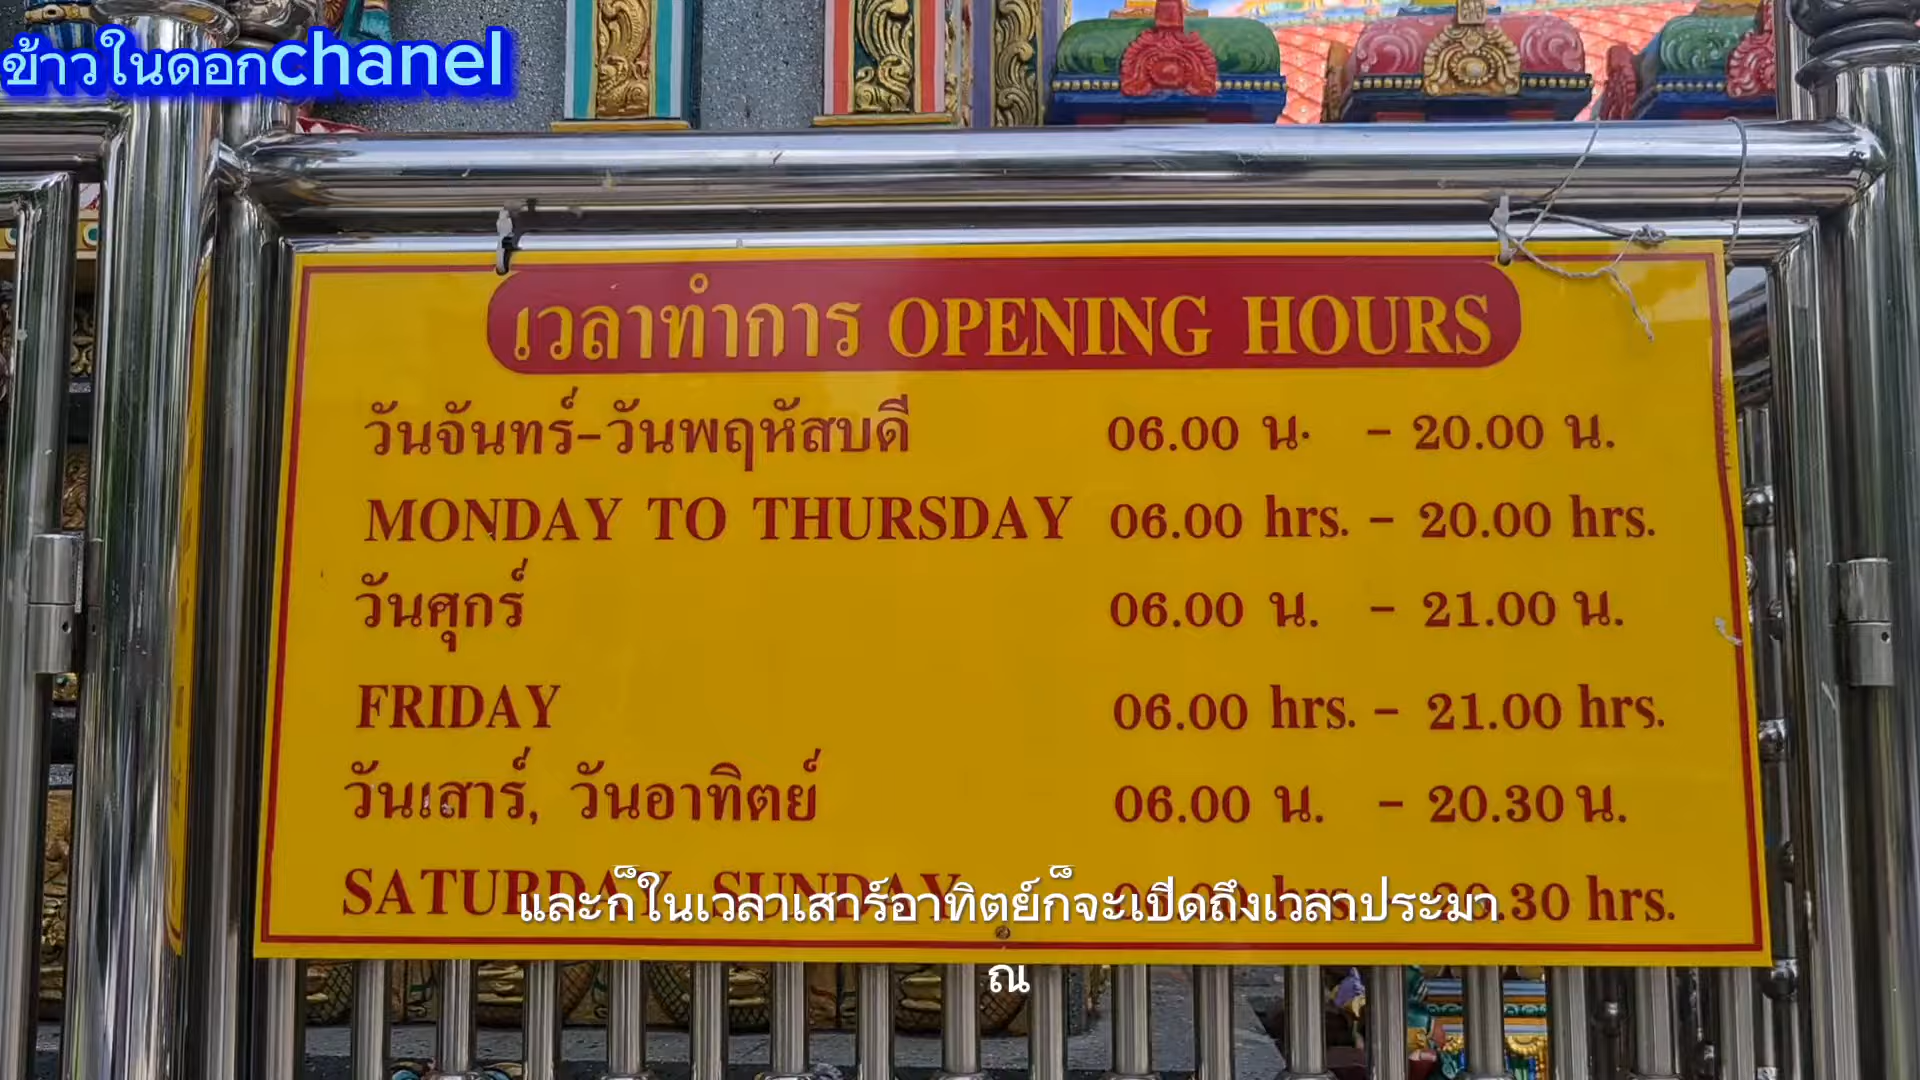 ข้าวในดอกchanel
เวลาทำการ OPENING HOURS
วันจันทร์-วันพฤหัสบดี 06.00 น. - 20.00 น.
MONDAY TO THURSDAY 06.00 hrs. - 20.00 hrs.
วันศุกร์ 06.00 น. - 21.00 น.
FRIDAY 06.00 hrs. - 21.00 hrs.
วันเสาร์, วันอาทิตย์ 06.00 น. - 20.30 น.
SATURDAY, SUNDAY 06.00 hrs. - 20.30 hrs.
และก็ในเวลาเสาร์อาทิตย์ก็จะเปิดถึงเวลาประมา
ณ